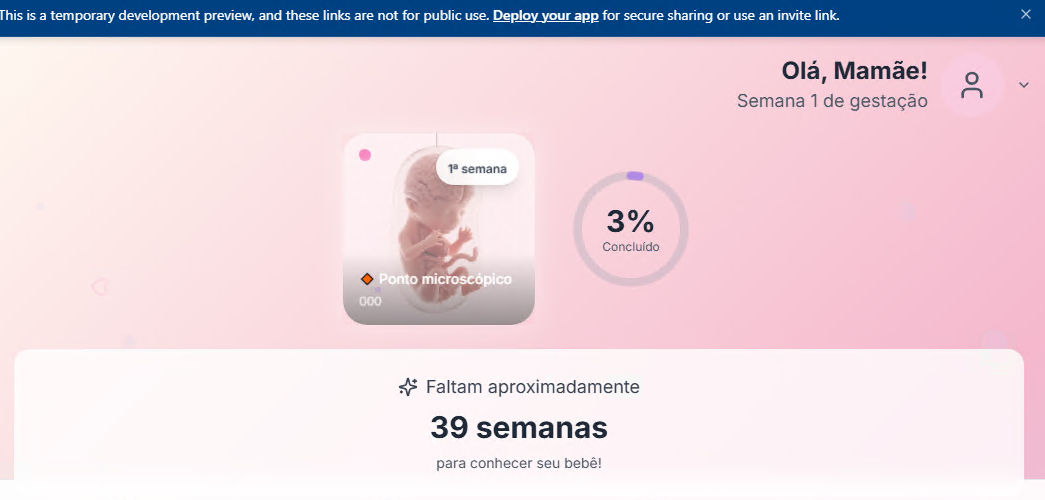 This is a temporary development preview, and these links are not for public use. Deploy your app for secure sharing or use an invite link.
Olá, Mamãe!
Semana 1 de gestação
1ª semana
Ponto microscópico
000
3%
Concluído
Faltam aproximadamente
39 semanas
para conhecer seu bebê!